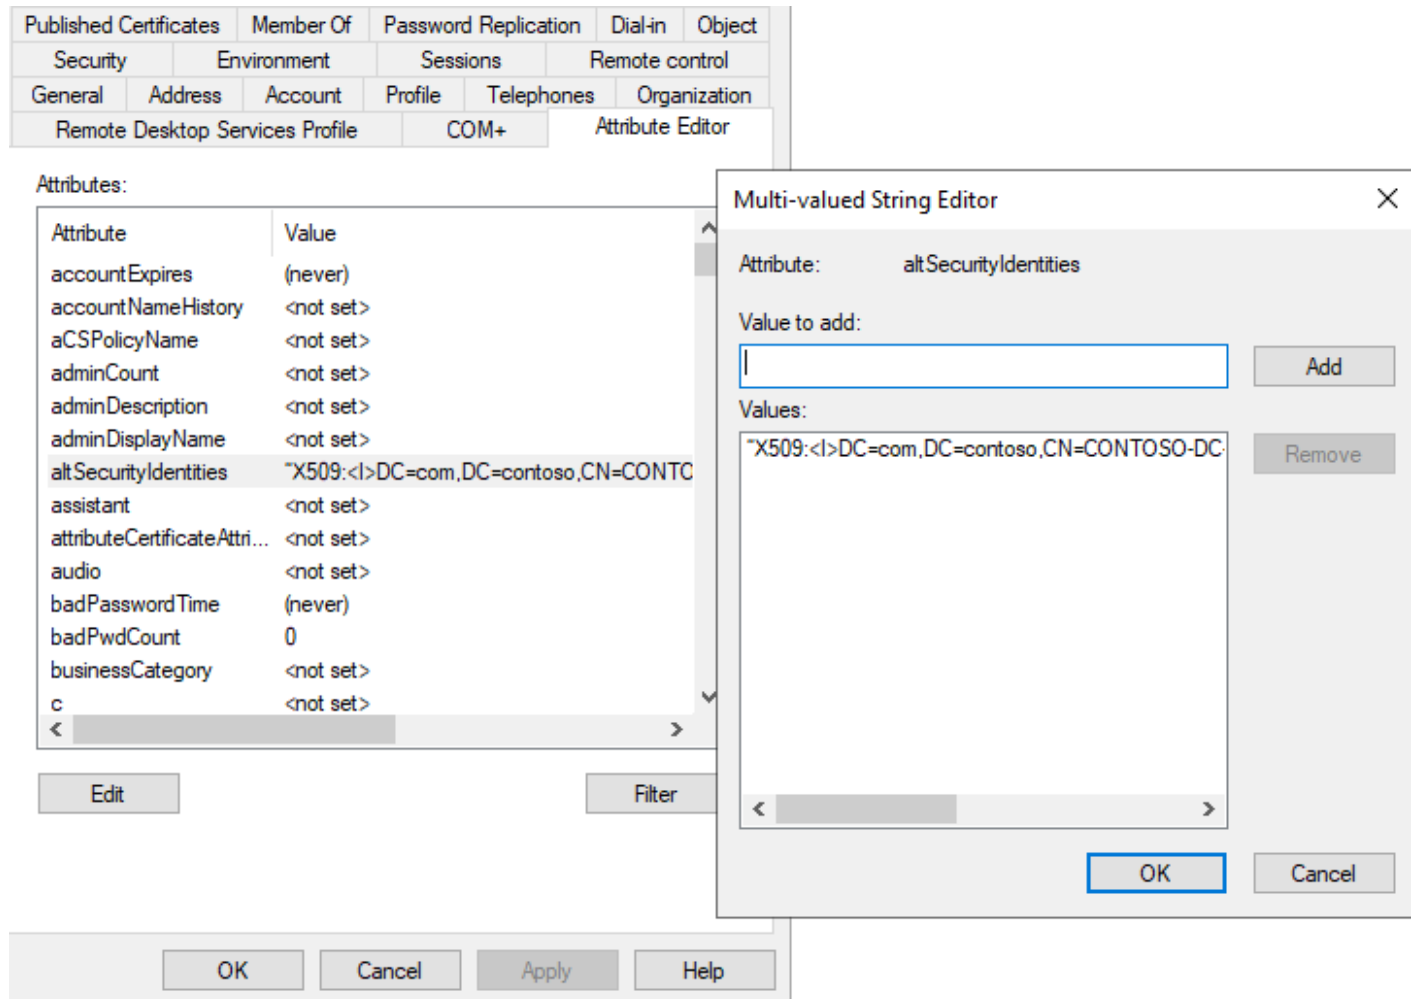 Published Certificates Member Of Password Replication Dial-in Object
Security Environment Sessions Remote control
General Address Account Profile Telephones Organization
Remote Desktop Services Profile COM+ Attribute Editor
Attributes:
Attribute Value
accountExpires (never)
accountNameHistory <not set>
aCSPolicyName <not set>
adminCount <not set>
adminDescription <not set>
adminDisplayName <not set>
altSecurityIdentities "X509:<I>DC=com,DC=contoso,CN=CONTO
assistant <not set>
attributeCertificateAttri... <not set>
audio <not set>
badPasswordTime (never)
badPwdCount 0
businessCategory <not set>
c <not set>
Edit Filter
OK Cancel Apply Help
Multi-valued String Editor
Attribute: altSecurityIdentities
Value to add:
Add
Values:
"X509:<I>DC=com,DC=contoso,CN=CONTOSO-DC-
Remove
OK Cancel